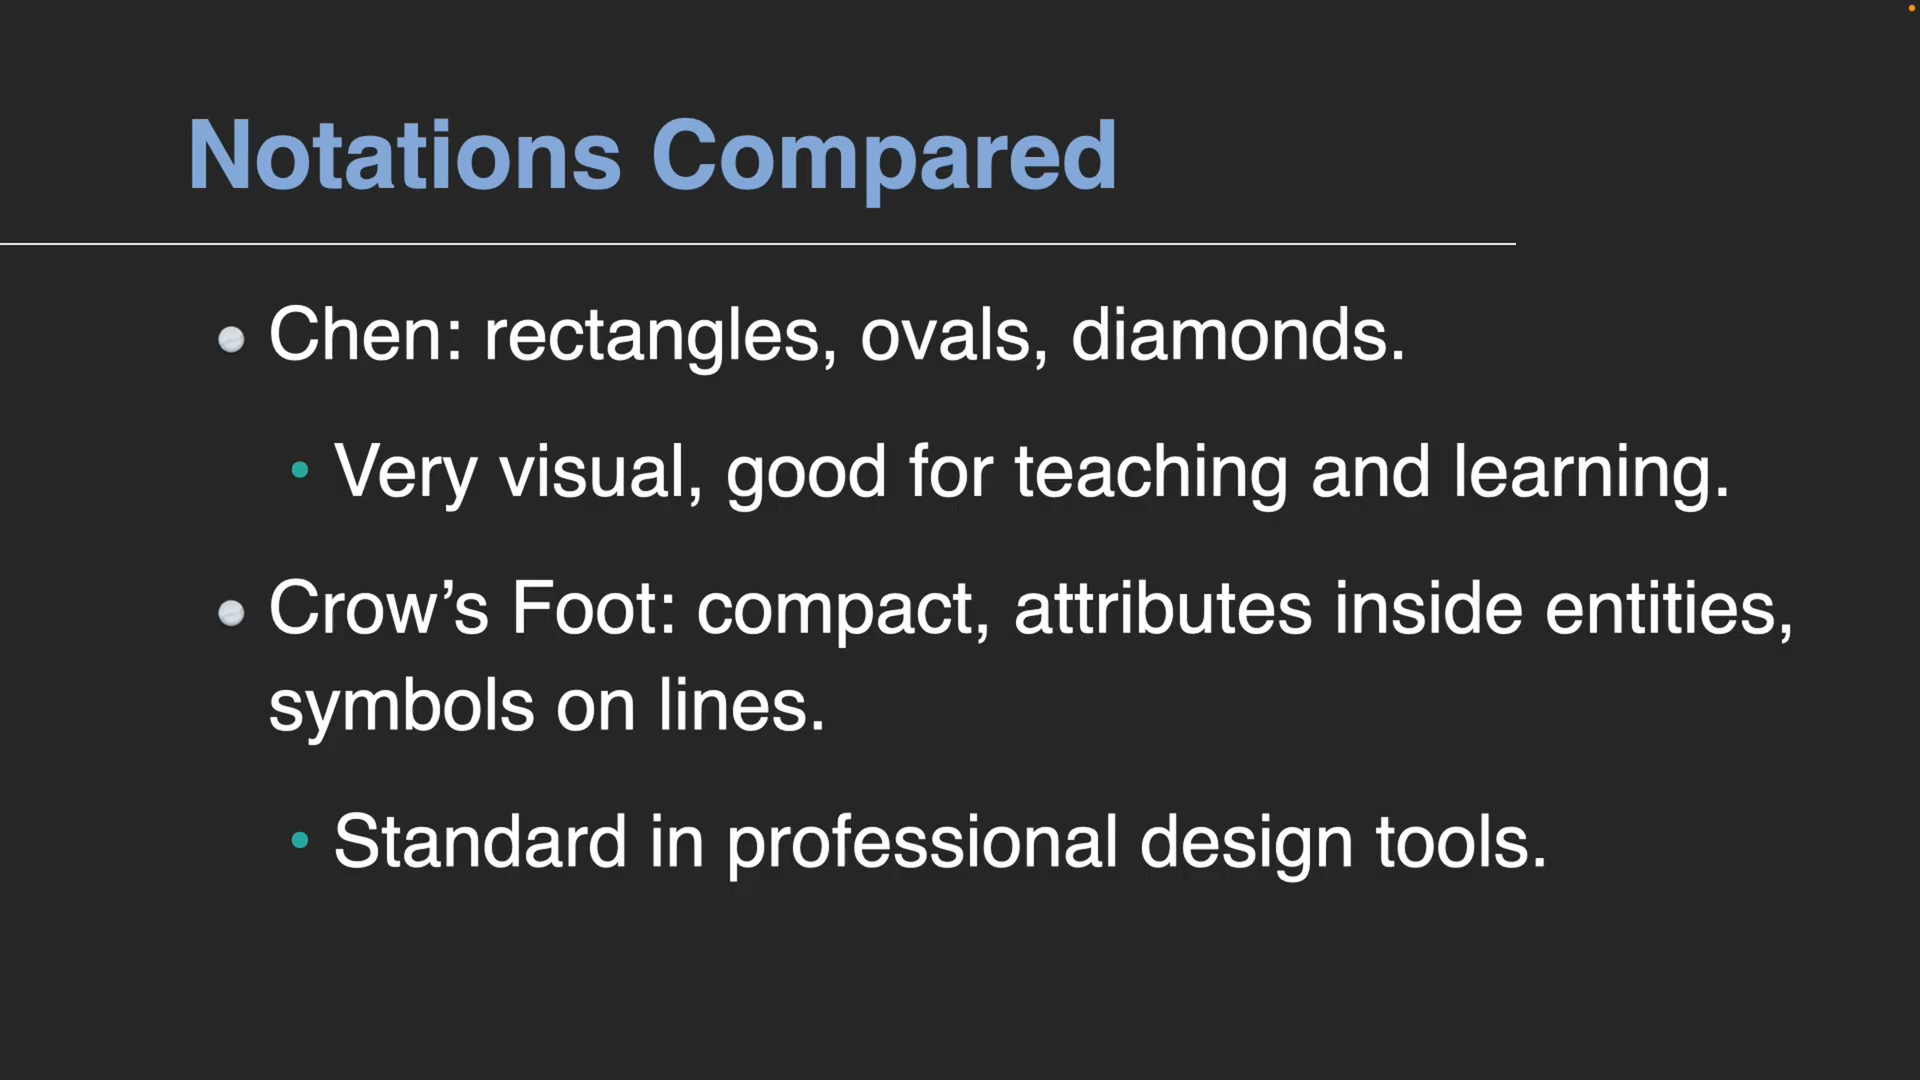 Notations Compared
Chen: rectangles, ovals, diamonds.
Very visual, good for teaching and learning.
Crow’s Foot: compact, attributes inside entities,
symbols on lines.
Standard in professional design tools.